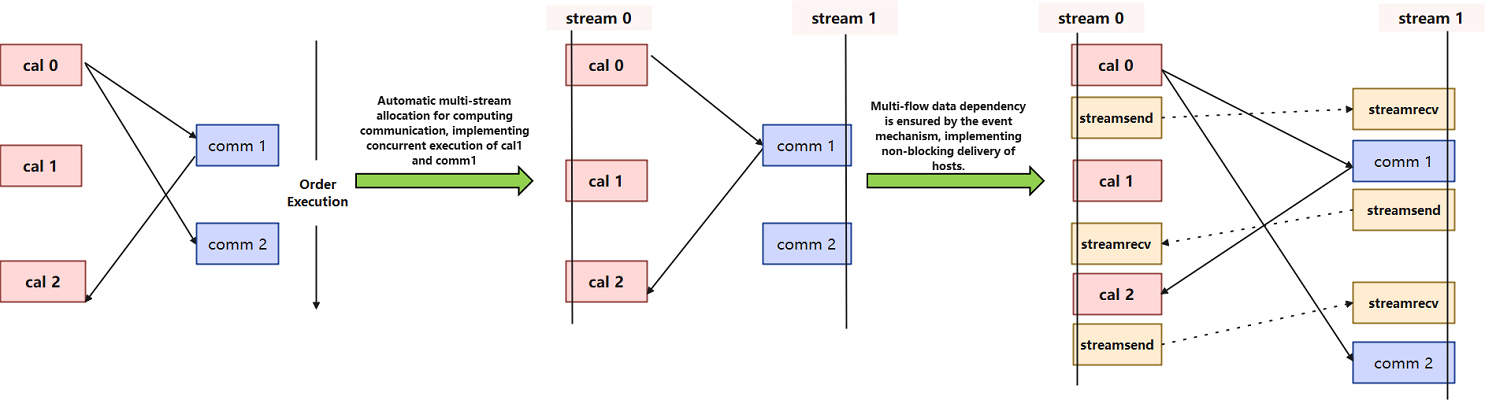 cal 0
cal 1
cal 2
comm 1
comm 2
Order
Execution
Automatic multi-stream
allocation for computing
communication, implementing
concurrent execution of cal1
and comm1
stream 0
stream 1
cal 0
cal 1
cal 2
comm 1
comm 2
Multi-flow data dependency
is ensured by the event
mechanism, implementing
non-blocking delivery of
hosts.
stream 0
stream 1
cal 0
streamsend
cal 1
streamrecv
cal 2
streamsend
streamrecv
comm 1
streamsend
streamrecv
comm 2